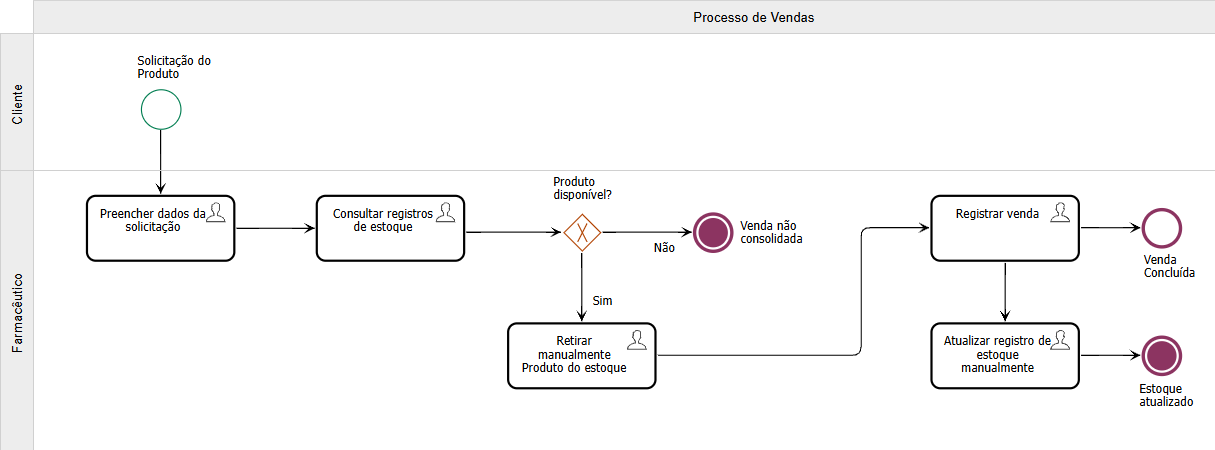 Processo de Vendas
Cliente
Solicitação do
Produto
Farmacêutico
Preencher dados da
solicitação
Consultar registros
de estoque
Produto
disponível?
Não
Venda não
consolidada
Sim
Retirar
manualmente
Produto do estoque
Registrar venda
Venda
Concluída
Atualizar registro de
estoque
manualmente
Estoque
atualizado